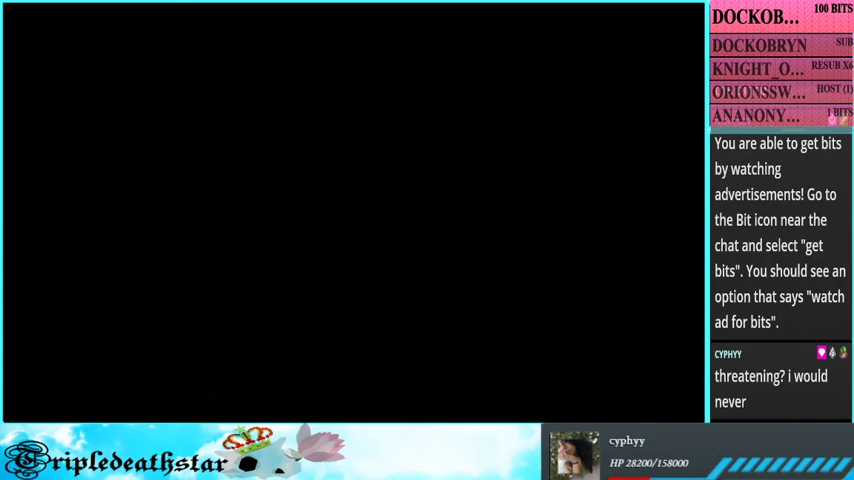 DOCKOB... 100 BITS
DOCKOBRYN SUB
KNIGHT_O... RESUB X6
ORIONSSW... HOST (1)
ANANONY... 1 BITS
You are able to get bits
by watching
advertisements! Go to
the Bit icon near the
chat and select "get
bits". You should see an
option that says "watch
ad for bits".
CYPHYY
threatening? i would
never
Tripledeathstar
cyphyy
HP 28200/158000